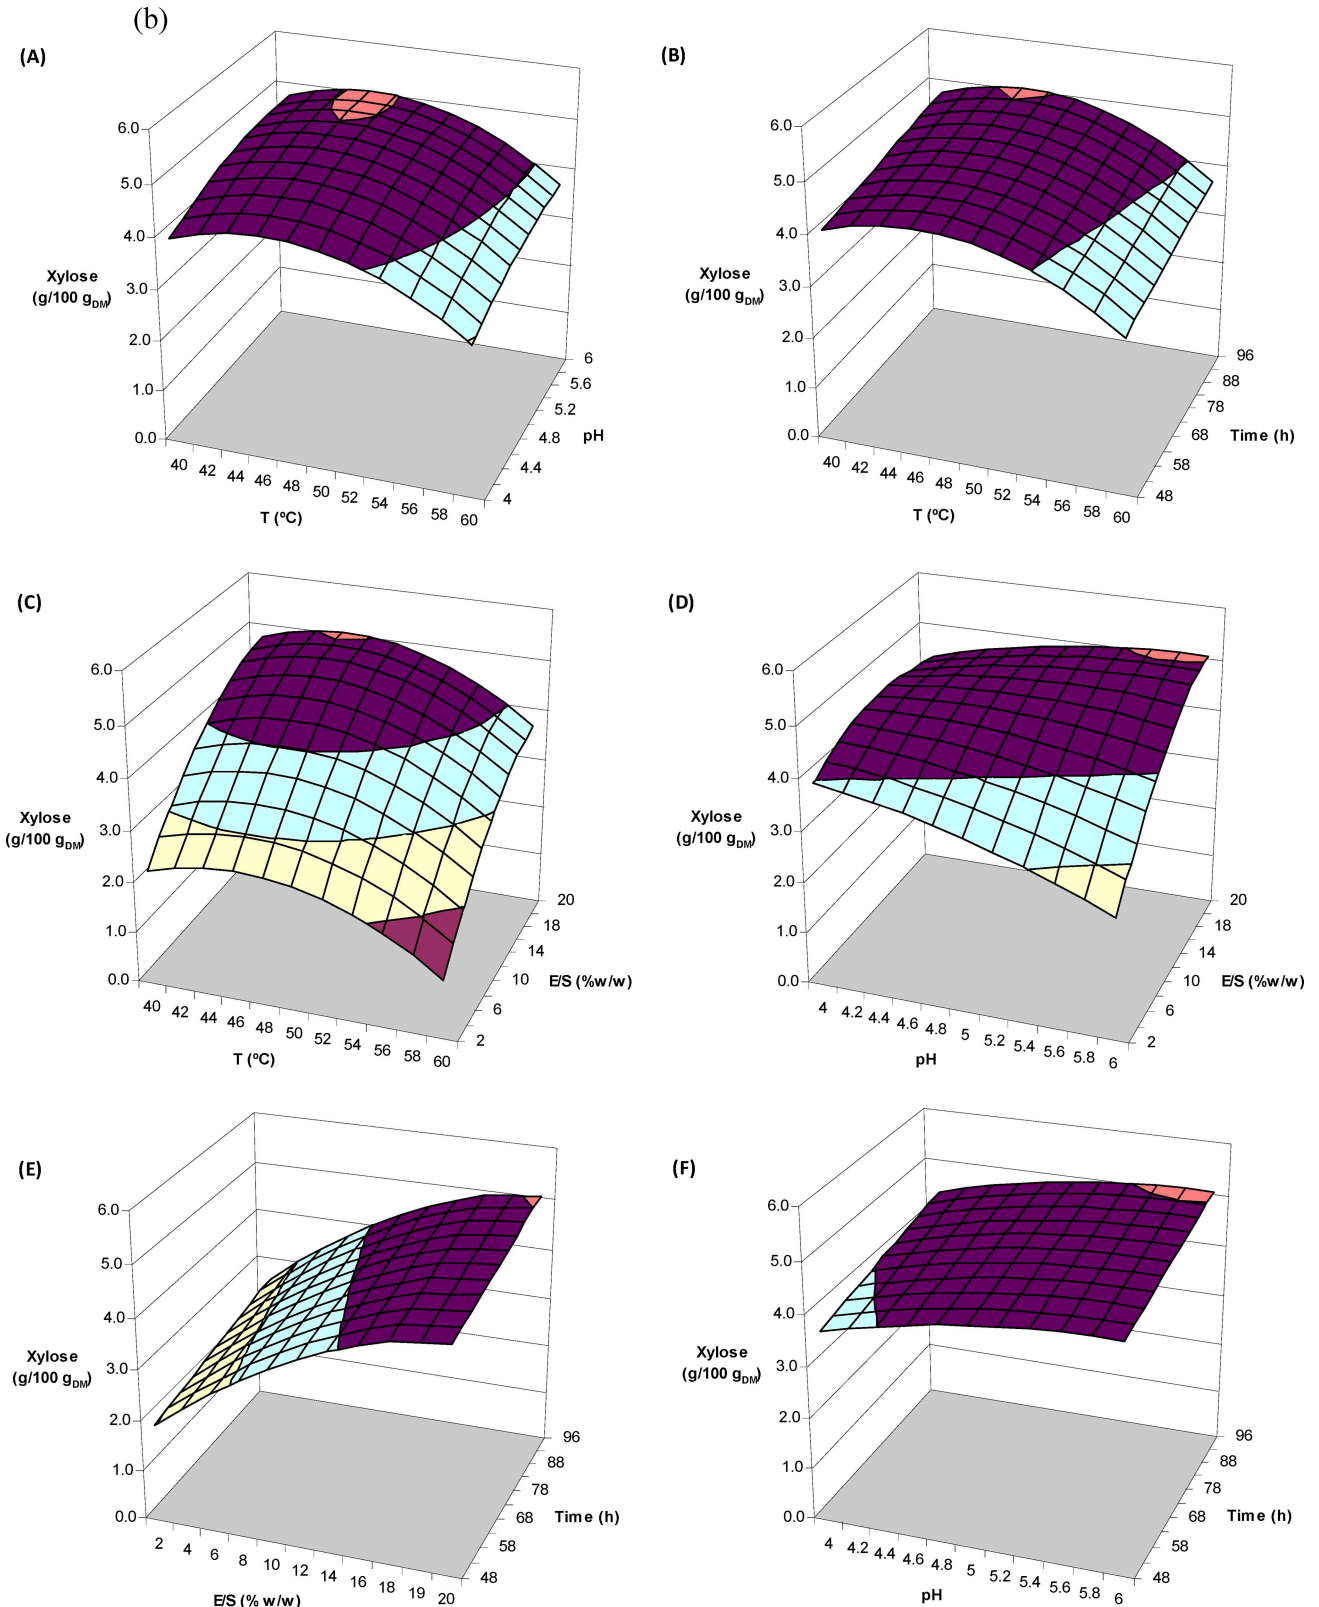 (b)
(A)
6.0
5.0
4.0
3.0
2.0
1.0
0.0
Xylose
(g/100 gDM)
40 42 44 46 48 50 52 54 56 58 60
T (ºC)
4 4.4 4.8 5.2 5.6 6
pH
(B)
6.0
5.0
4.0
3.0
2.0
1.0
0.0
Xylose
(g/100 gDM)
40 42 44 46 48 50 52 54 56 58 60
T (ºC)
48 58 68 78 88 96
Time (h)
(C)
6.0
5.0
4.0
3.0
2.0
1.0
0.0
Xylose
(g/100 gDM)
40 42 44 46 48 50 52 54 56 58 60
T (ºC)
2 6 10 14 18 20
E/S (%w/w)
(D)
6.0
5.0
4.0
3.0
2.0
1.0
0.0
Xylose
(g/100 gDM)
4 4.2 4.4 4.6 4.8 5 5.2 5.4 5.6 5.8 6
pH
2 6 10 14 18 20
E/S (%w/w)
(E)
6.0
5.0
4.0
3.0
2.0
1.0
0.0
Xylose
(g/100 gDM)
2 4 6 8 10 12 14 16 18 19 20
E/S (% w/w)
48 58 68 78 88 96
Time (h)
(F)
6.0
5.0
4.0
3.0
2.0
1.0
0.0
Xylose
(g/100 gDM)
4 4.2 4.4 4.6 4.8 5 5.2 5.4 5.6 5.8 6
pH
48 58 68 78 88 96
Time (h)